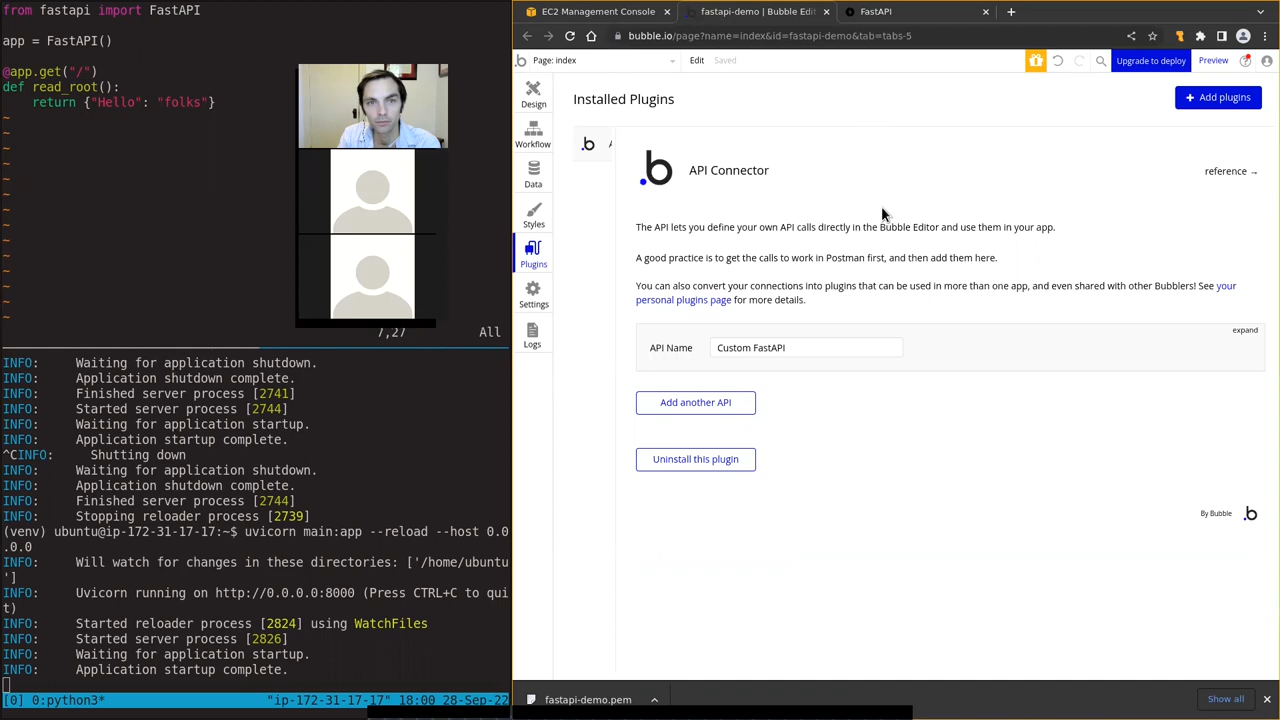 from fastapi import FastAPI
app = FastAPI()
@app.get("/")
def read_root():
return {"Hello": "folks"}
~
~
~
~
~
~
~
~
~
~
~
~
~
~
7,27 All
INFO: Waiting for application shutdown.
INFO: Application shutdown complete.
INFO: Finished server process [2741]
INFO: Started server process [2744]
INFO: Waiting for application startup.
INFO: Application startup complete.
^CINFO: Shutting down
INFO: Waiting for application shutdown.
INFO: Application shutdown complete.
INFO: Finished server process [2744]
INFO: Stopping reloader process [2739]
(venv) ubuntu@ip-172-31-17-17:~$ uvicorn main:app --reload --host 0.0
.0.0
INFO: Will watch for changes in these directories: ['/home/ubuntu
']
INFO: Uvicorn running on http://0.0.0.0:8000 (Press CTRL+C to qui
t)
INFO: Started reloader process [2824] using WatchFiles
INFO: Started server process [2826]
INFO: Waiting for application startup.
INFO: Application startup complete.
[0] 0:python3* "ip-172-31-17-17" 18:00 28-Sep-22
EC2 Management Console
fastapi-demo | Bubble Edit
FastAPI
bubble.io/page?name=index&id=fastapi-demo&tab=tabs-5
Page: index
Edit
Saved
Upgrade to deploy
Preview
Design
Workflow
Data
Styles
Plugins
Settings
Logs
Installed Plugins
+ Add plugins
b
b API Connector
reference →
The API lets you define your own API calls directly in the Bubble Editor and use them in your app.
A good practice is to get the calls to work in Postman first, and then add them here.
You can also convert your connections into plugins that can be used in more than one app, and even shared with other Bubblers! See your
personal plugins page for more details.
expand
API Name Custom FastAPI
Add another API
Uninstall this plugin
By Bubble b
fastapi-demo.pem
Show all